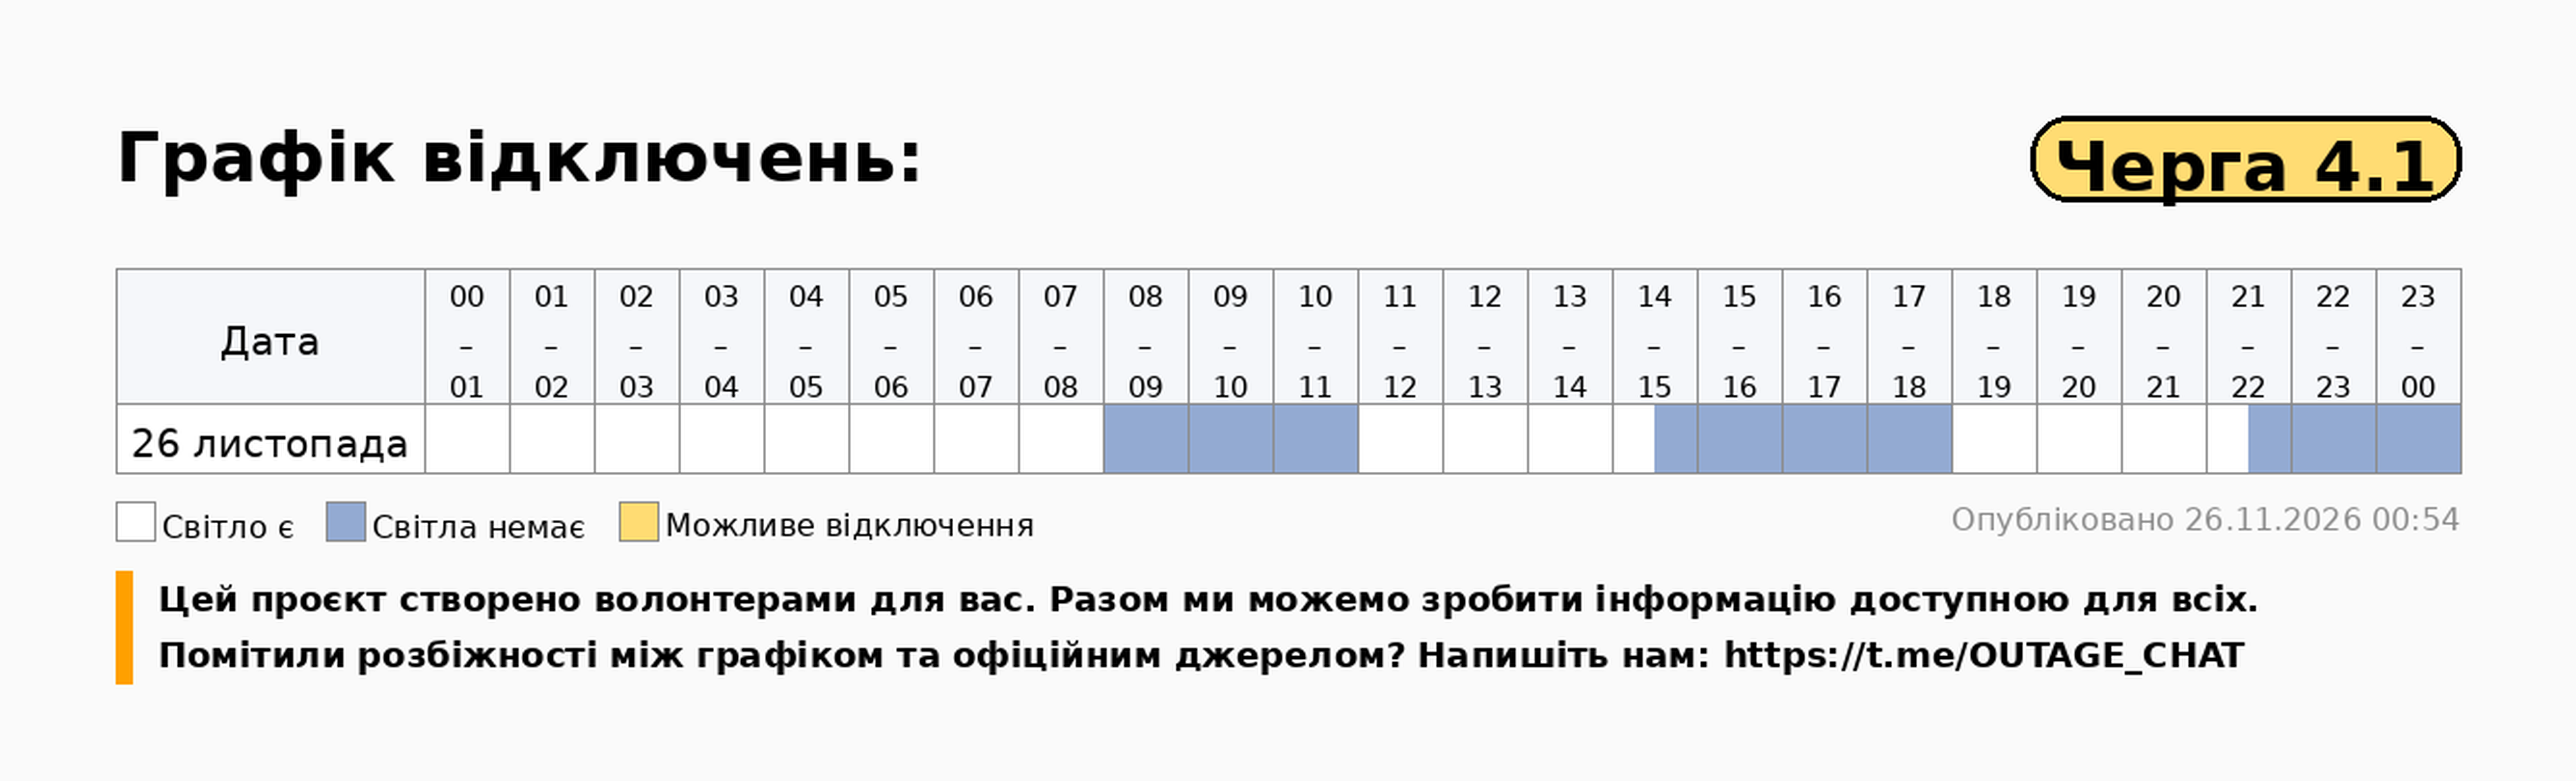 Графік відключень:
Черга 4.1
Дата
00 – 01
01 – 02
02 – 03
03 – 04
04 – 05
05 – 06
06 – 07
07 – 08
08 – 09
09 – 10
10 – 11
11 – 12
12 – 13
13 – 14
14 – 15
15 – 16
16 – 17
17 – 18
18 – 19
19 – 20
20 – 21
21 – 22
22 – 23
23 – 00
26 листопада
Світло є
Світла немає
Можливе відключення
Опубліковано 26.11.2026 00:54
Цей проєкт створено волонтерами для вас. Разом ми можемо зробити інформацію доступною для всіх.
Помітили розбіжності між графіком та офіційним джерелом? Напишіть нам: https://t.me/OUTAGE_CHAT